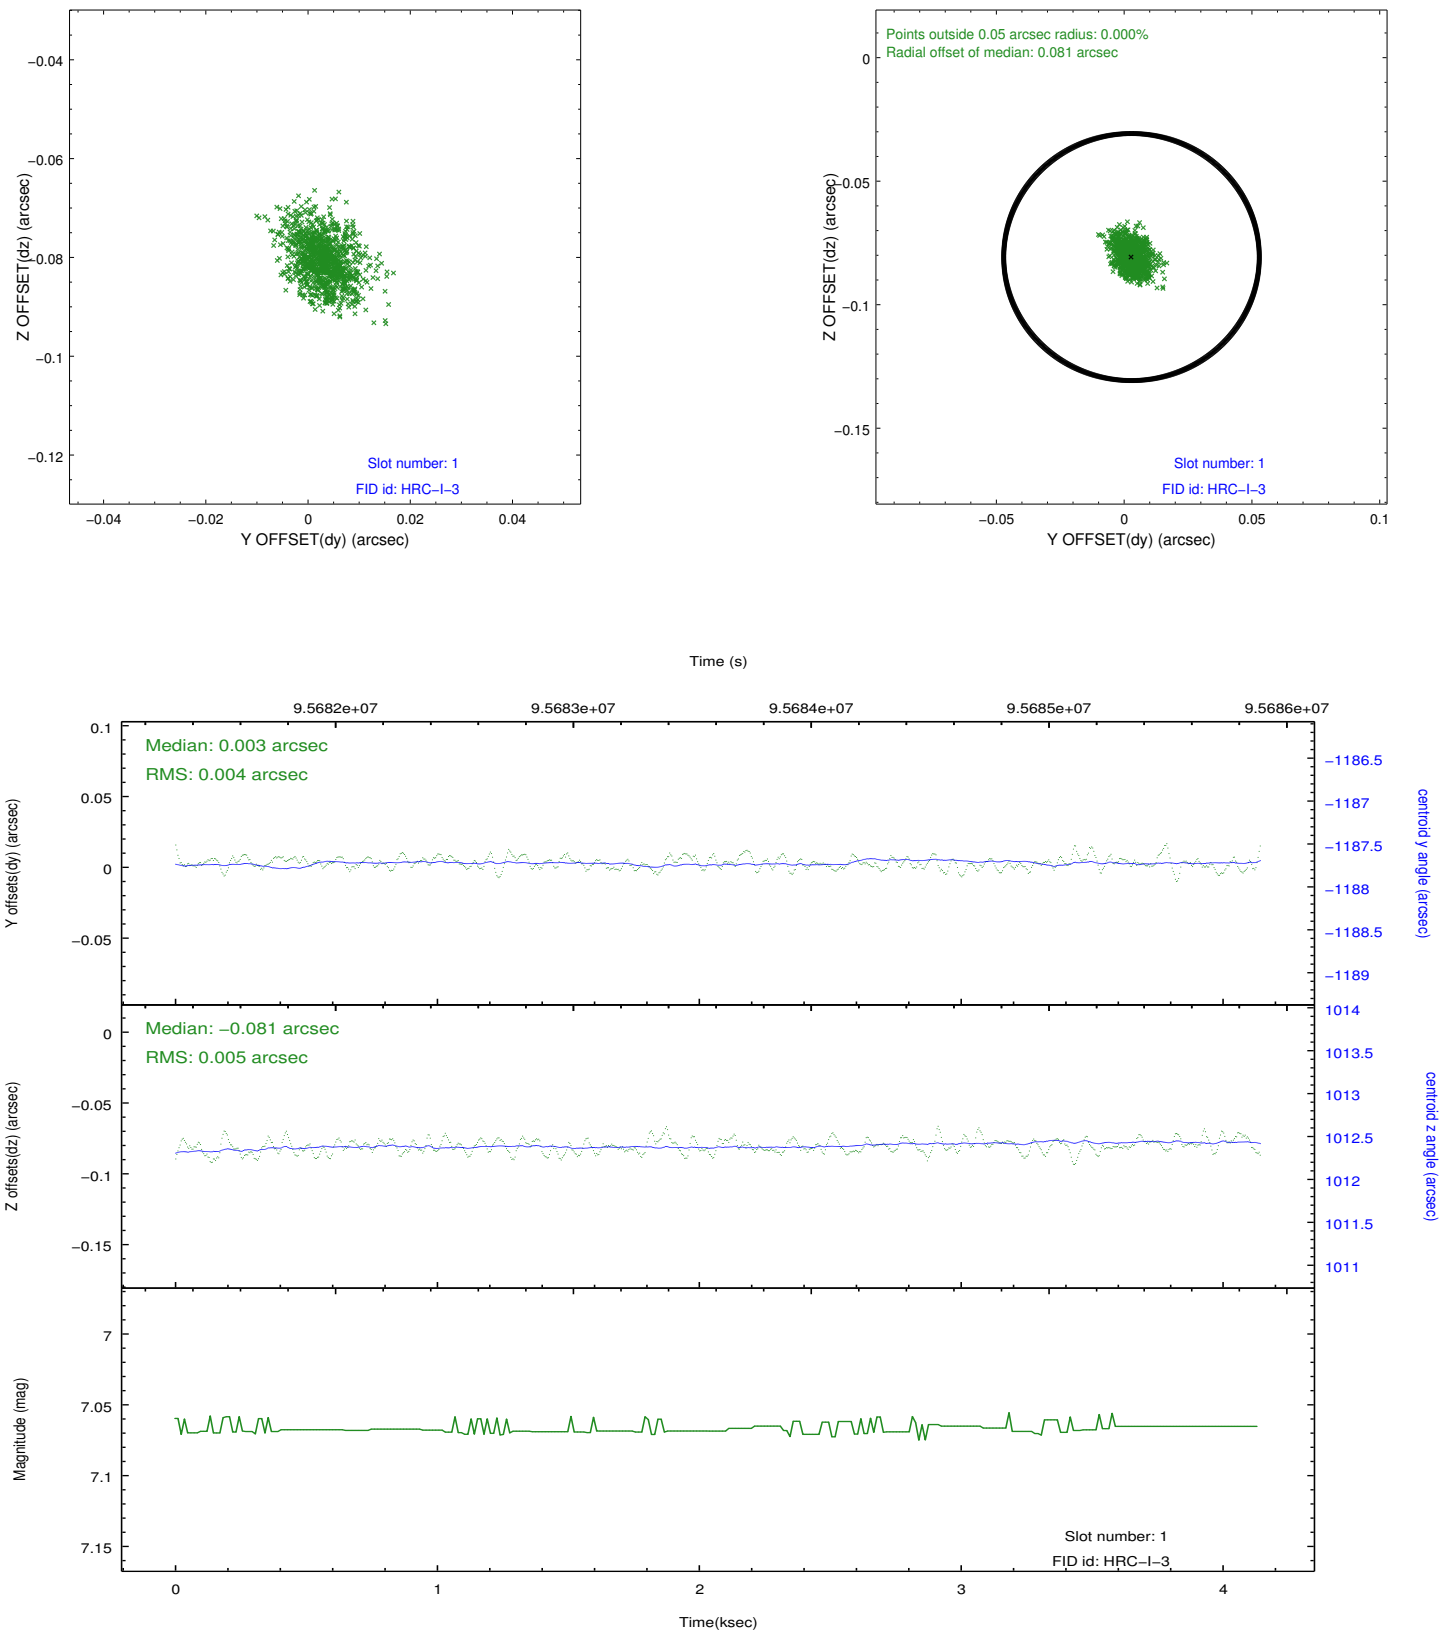 −0.04
−0.06
−0.08
−0.1
−0.12
Z OFFSET(dz) (arcsec)
Slot number: 1
FID id: HRC−I−3
−0.04
−0.02
0
0.02
0.04
Y OFFSET(dy) (arcsec)
Points outside 0.05 arcsec radius: 0.000%
Radial offset of median: 0.081 arcsec
0
−0.05
−0.1
−0.15
Z OFFSET(dz) (arcsec)
Slot number: 1
FID id: HRC−I−3
−0.05
0
0.05
0.1
Y OFFSET(dy) (arcsec)
Time (s)
9.5682e+07
9.5683e+07
9.5684e+07
9.5685e+07
9.5686e+07
Median: 0.003 arcsec
RMS: 0.004 arcsec
0.1
0.05
0
−0.05
Y offsets(dy) (arcsec)
−1186.5
−1187
−1187.5
−1188
−1188.5
−1189
centroid y angle (arcsec)
Median: −0.081 arcsec
RMS: 0.005 arcsec
0
−0.05
−0.1
−0.15
Z offsets(dz) (arcsec)
1014
1013.5
1013
1012.5
1012
1011.5
1011
centroid z angle (arcsec)
7
7.05
7.1
7.15
Magnitude (mag)
Slot number: 1
FID id: HRC−I−3
0
1
2
3
4
Time(ksec)